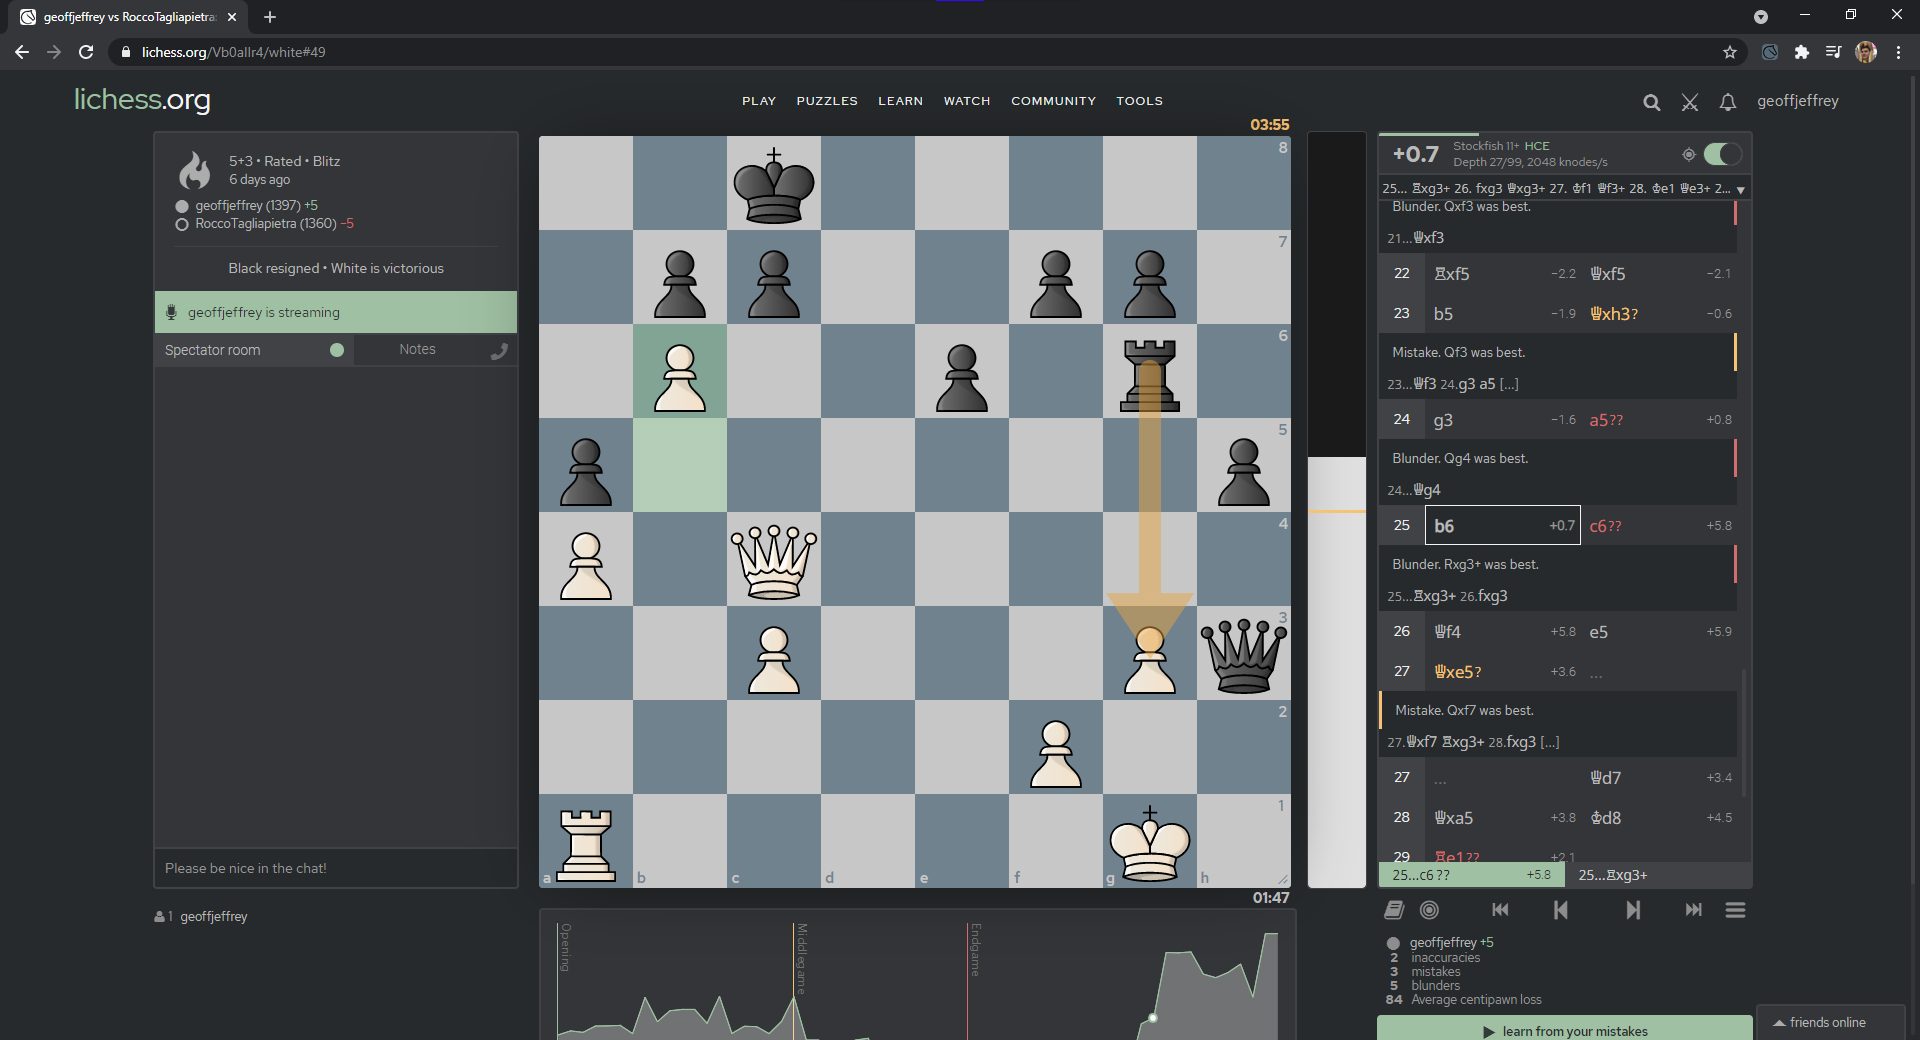 geoffjeffrey vs RoccoTagliapietra
lichess.org/Vb0allr4/white#49
lichess.org
PLAY PUZZLES LEARN WATCH COMMUNITY TOOLS
geoffjeffrey
5+3 • Rated • Blitz
6 days ago
geoffjeffrey (1397) +5
RoccoTagliapietra (1360) −5
Black resigned • White is victorious
geoffjeffrey is streaming
Spectator room
Notes
Please be nice in the chat!
1 geoffjeffrey
03:55
8
7
6
5
4
3
2
1
a b c d e f g h
01:47
Opening
Middlegame
Endgame
+0.7
Stockfish 11+ HCE
Depth 27/99, 2048 knodes/s
25... ♖xg3+ 26. fxg3 ♕xg3+ 27. ♔f1 ♕f3+ 28. ♔e1 ♕e3+ 2...
Blunder. Qxf3 was best.
21...♕xf3
22 ♖xf5 −2.2 ♕xf5 −2.1
23 b5 −1.9 ♕xh3? −0.6
Mistake. Qf3 was best.
23...♕f3 24.g3 a5 [...]
24 g3 −1.6 a5?? +0.8
Blunder. Qg4 was best.
24...♕g4
25 b6 +0.7 c6?? +5.8
Blunder. Rxg3+ was best.
25...♖xg3+ 26.fxg3
26 ♕f4 +5.8 e5 +5.9
27 ♕xe5? +3.6 ...
Mistake. Qxf7 was best.
27.♕xf7 ♖xg3+ 28.fxg3 [...]
27 ... ♕d7 +3.4
28 ♕xa5 +3.8 ♔d8 +4.5
29 ♖e1?? +2.1
25...c6 ?? +5.8 25...♖xg3+
geoffjeffrey +5
2 inaccuracies
3 mistakes
5 blunders
84 Average centipawn loss
learn from your mistakes
friends online